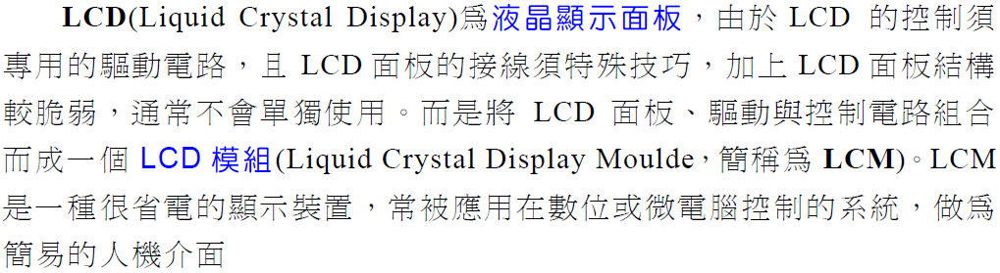 LCD(Liquid Crystal Display)為液晶顯示面板，由於 LCD 的控制須
專用的驅動電路，且 LCD 面板的接線須特殊技巧，加上 LCD 面板結構
較脆弱，通常不會單獨使用。而是將 LCD 面板、驅動與控制電路組合
而成一個 LCD 模組(Liquid Crystal Display Moulde，簡稱為 LCM)。LCM
是一種很省電的顯示裝置，常被應用在數位或微電腦控制的系統，做為
簡易的人機介面